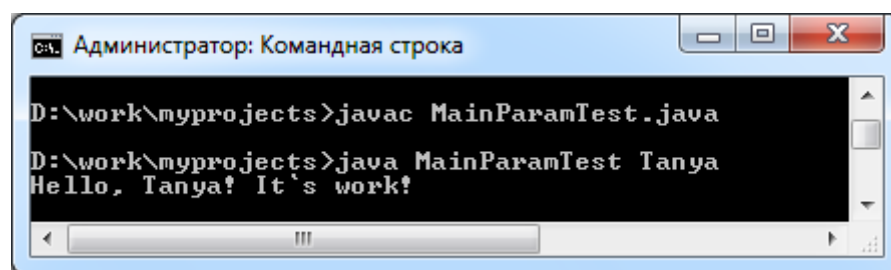 Администратор: Командная строка
D:\work\myprojects>javac MainParamTest.java
D:\work\myprojects>java MainParamTest Tanya
Hello, Tanya! It`s work!